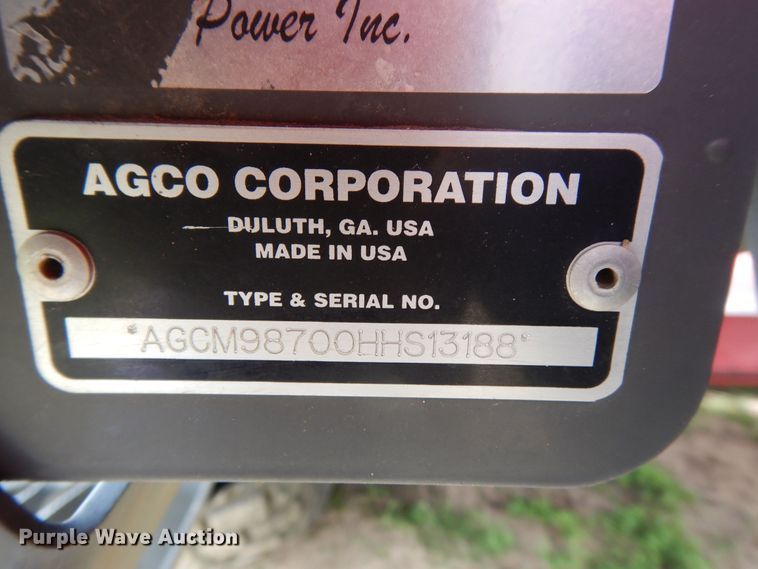 Power Inc.
AGCO CORPORATION
DULUTH, GA. USA
MADE IN USA
TYPE & SERIAL NO.
*AGCM98700HHS13188*
Purple Wave Auction